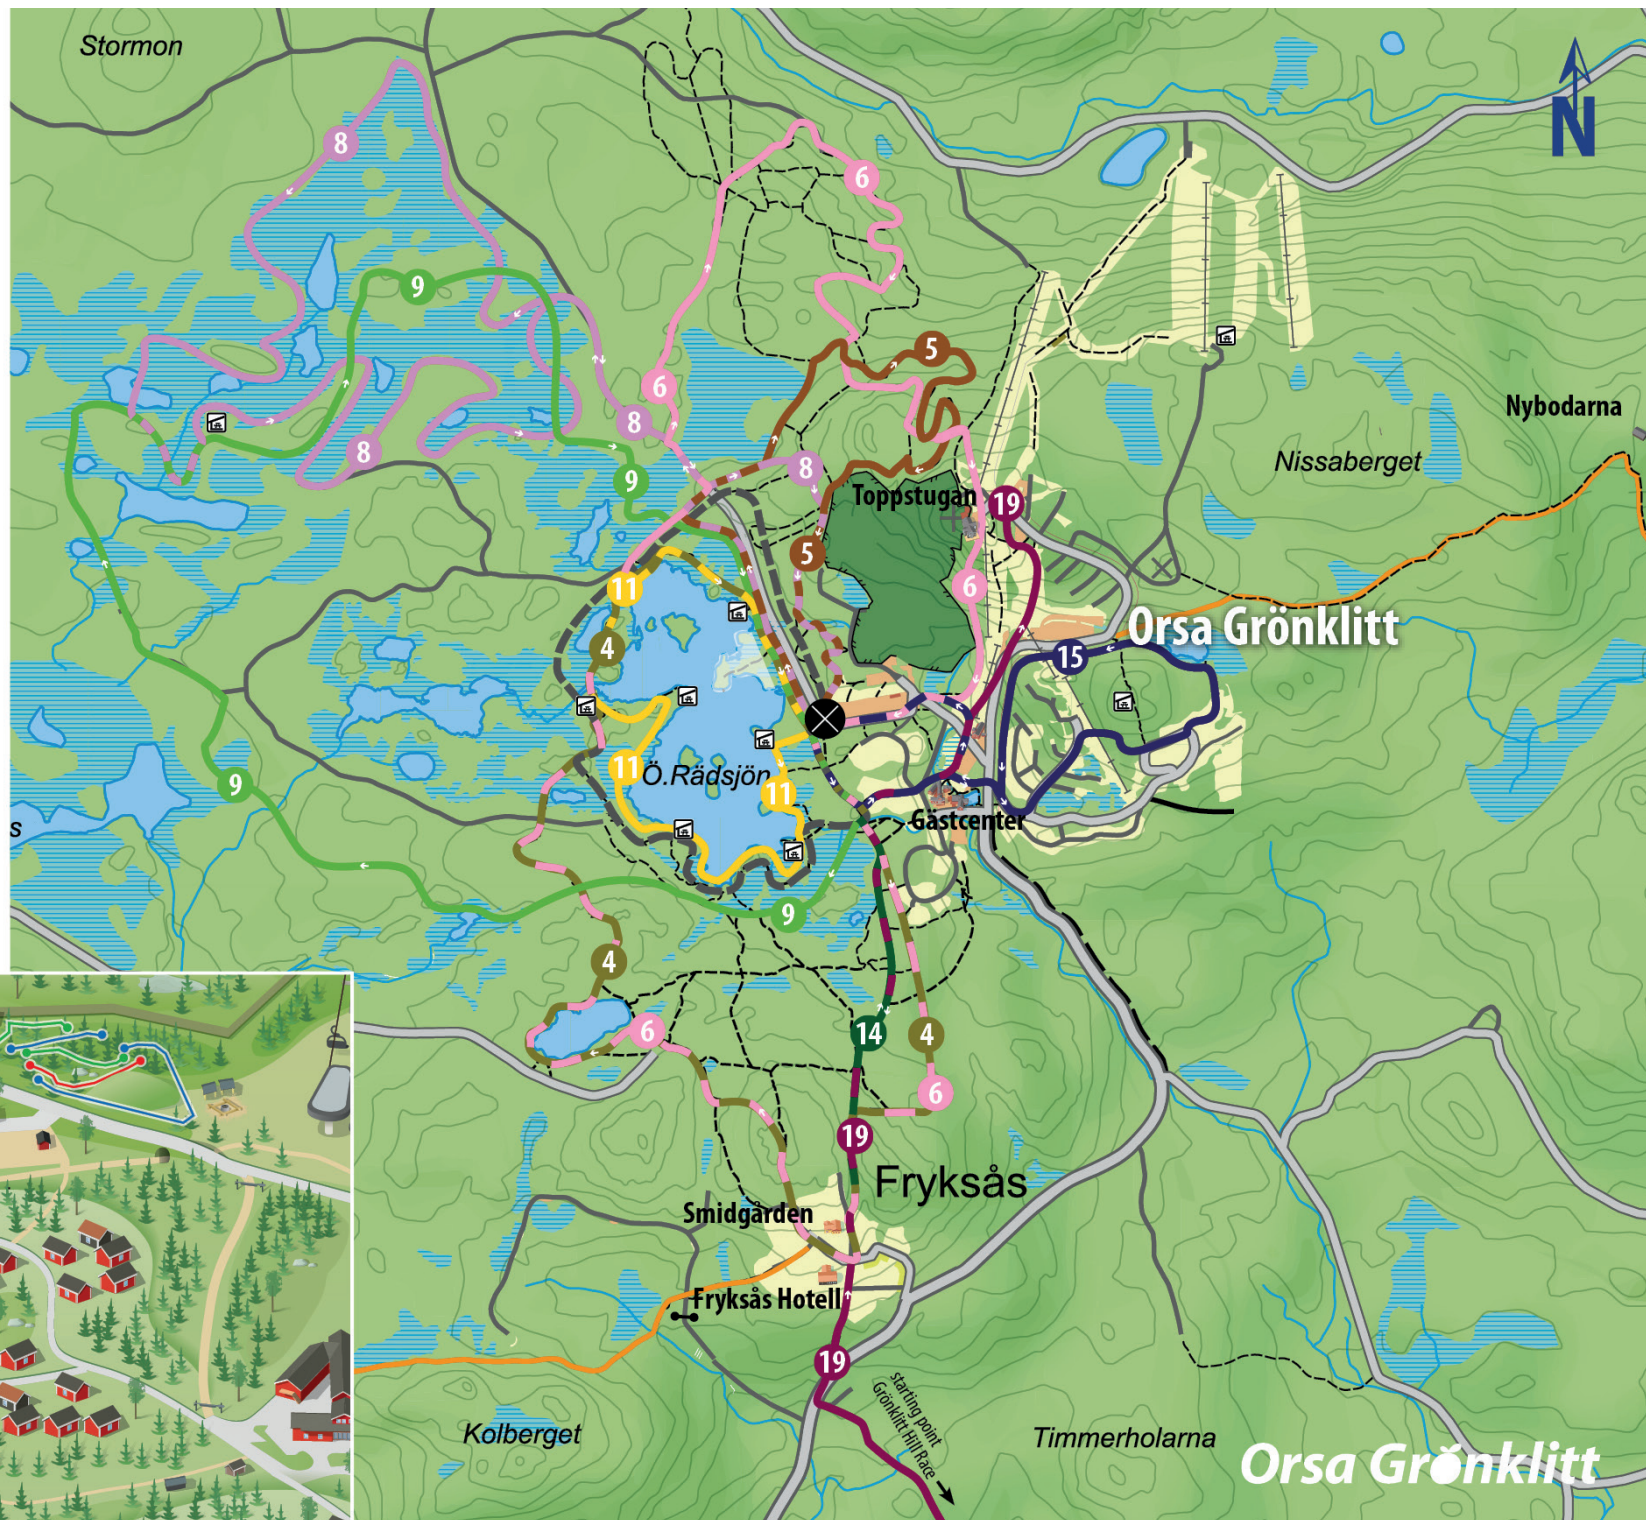 Stormon
N
8
6
9
5
6
8
Nybodarna
8
8
9
Nissaberget
Toppstugan
19
5
11
6
Orsa Grönklitt
4
15
11
Ö.Rädsjön
9
11
s
Gästcenter
9
4
6
14
4
6
19
Fryksås
Smidgården
Fryksås Hotell
19
starting point
Grönklitt Hill Race
Kolberget
Timmerholarna
Orsa Grönklitt